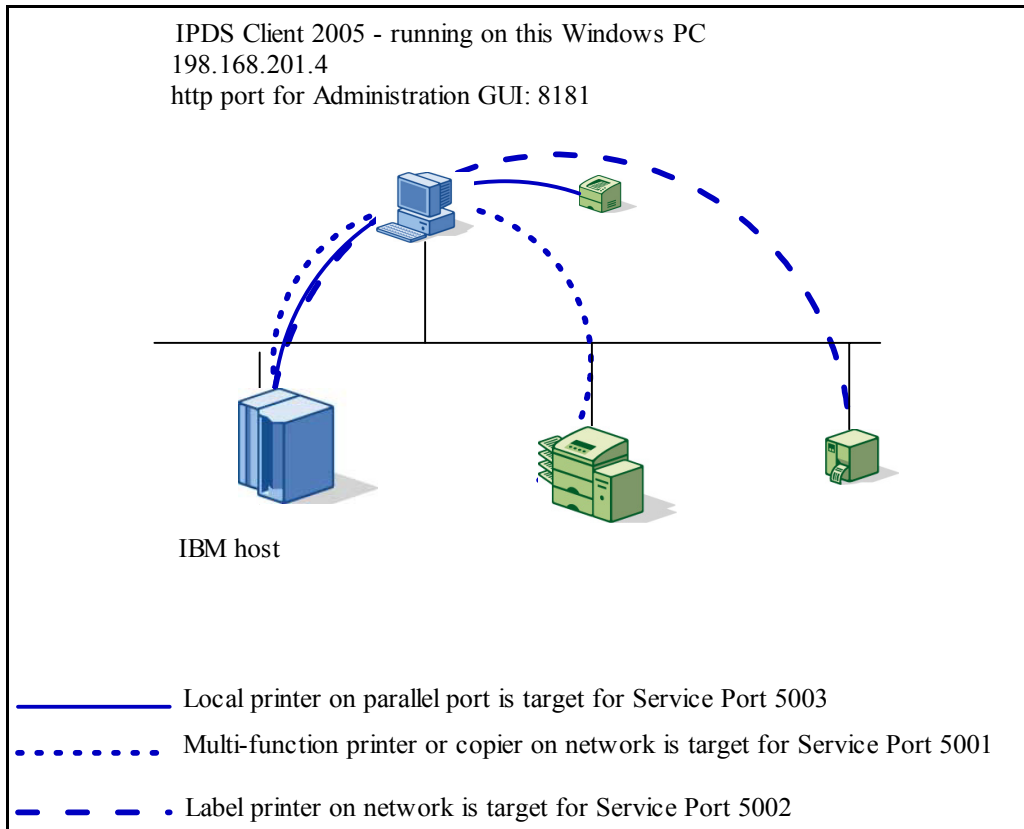 IPDS Client 2005 - running on this Windows PC
198.168.201.4
http port for Administration GUI: 8181
IBM host
Local printer on parallel port is target for Service Port 5003
Multi-function printer or copier on network is target for Service Port 5001
Label printer on network is target for Service Port 5002